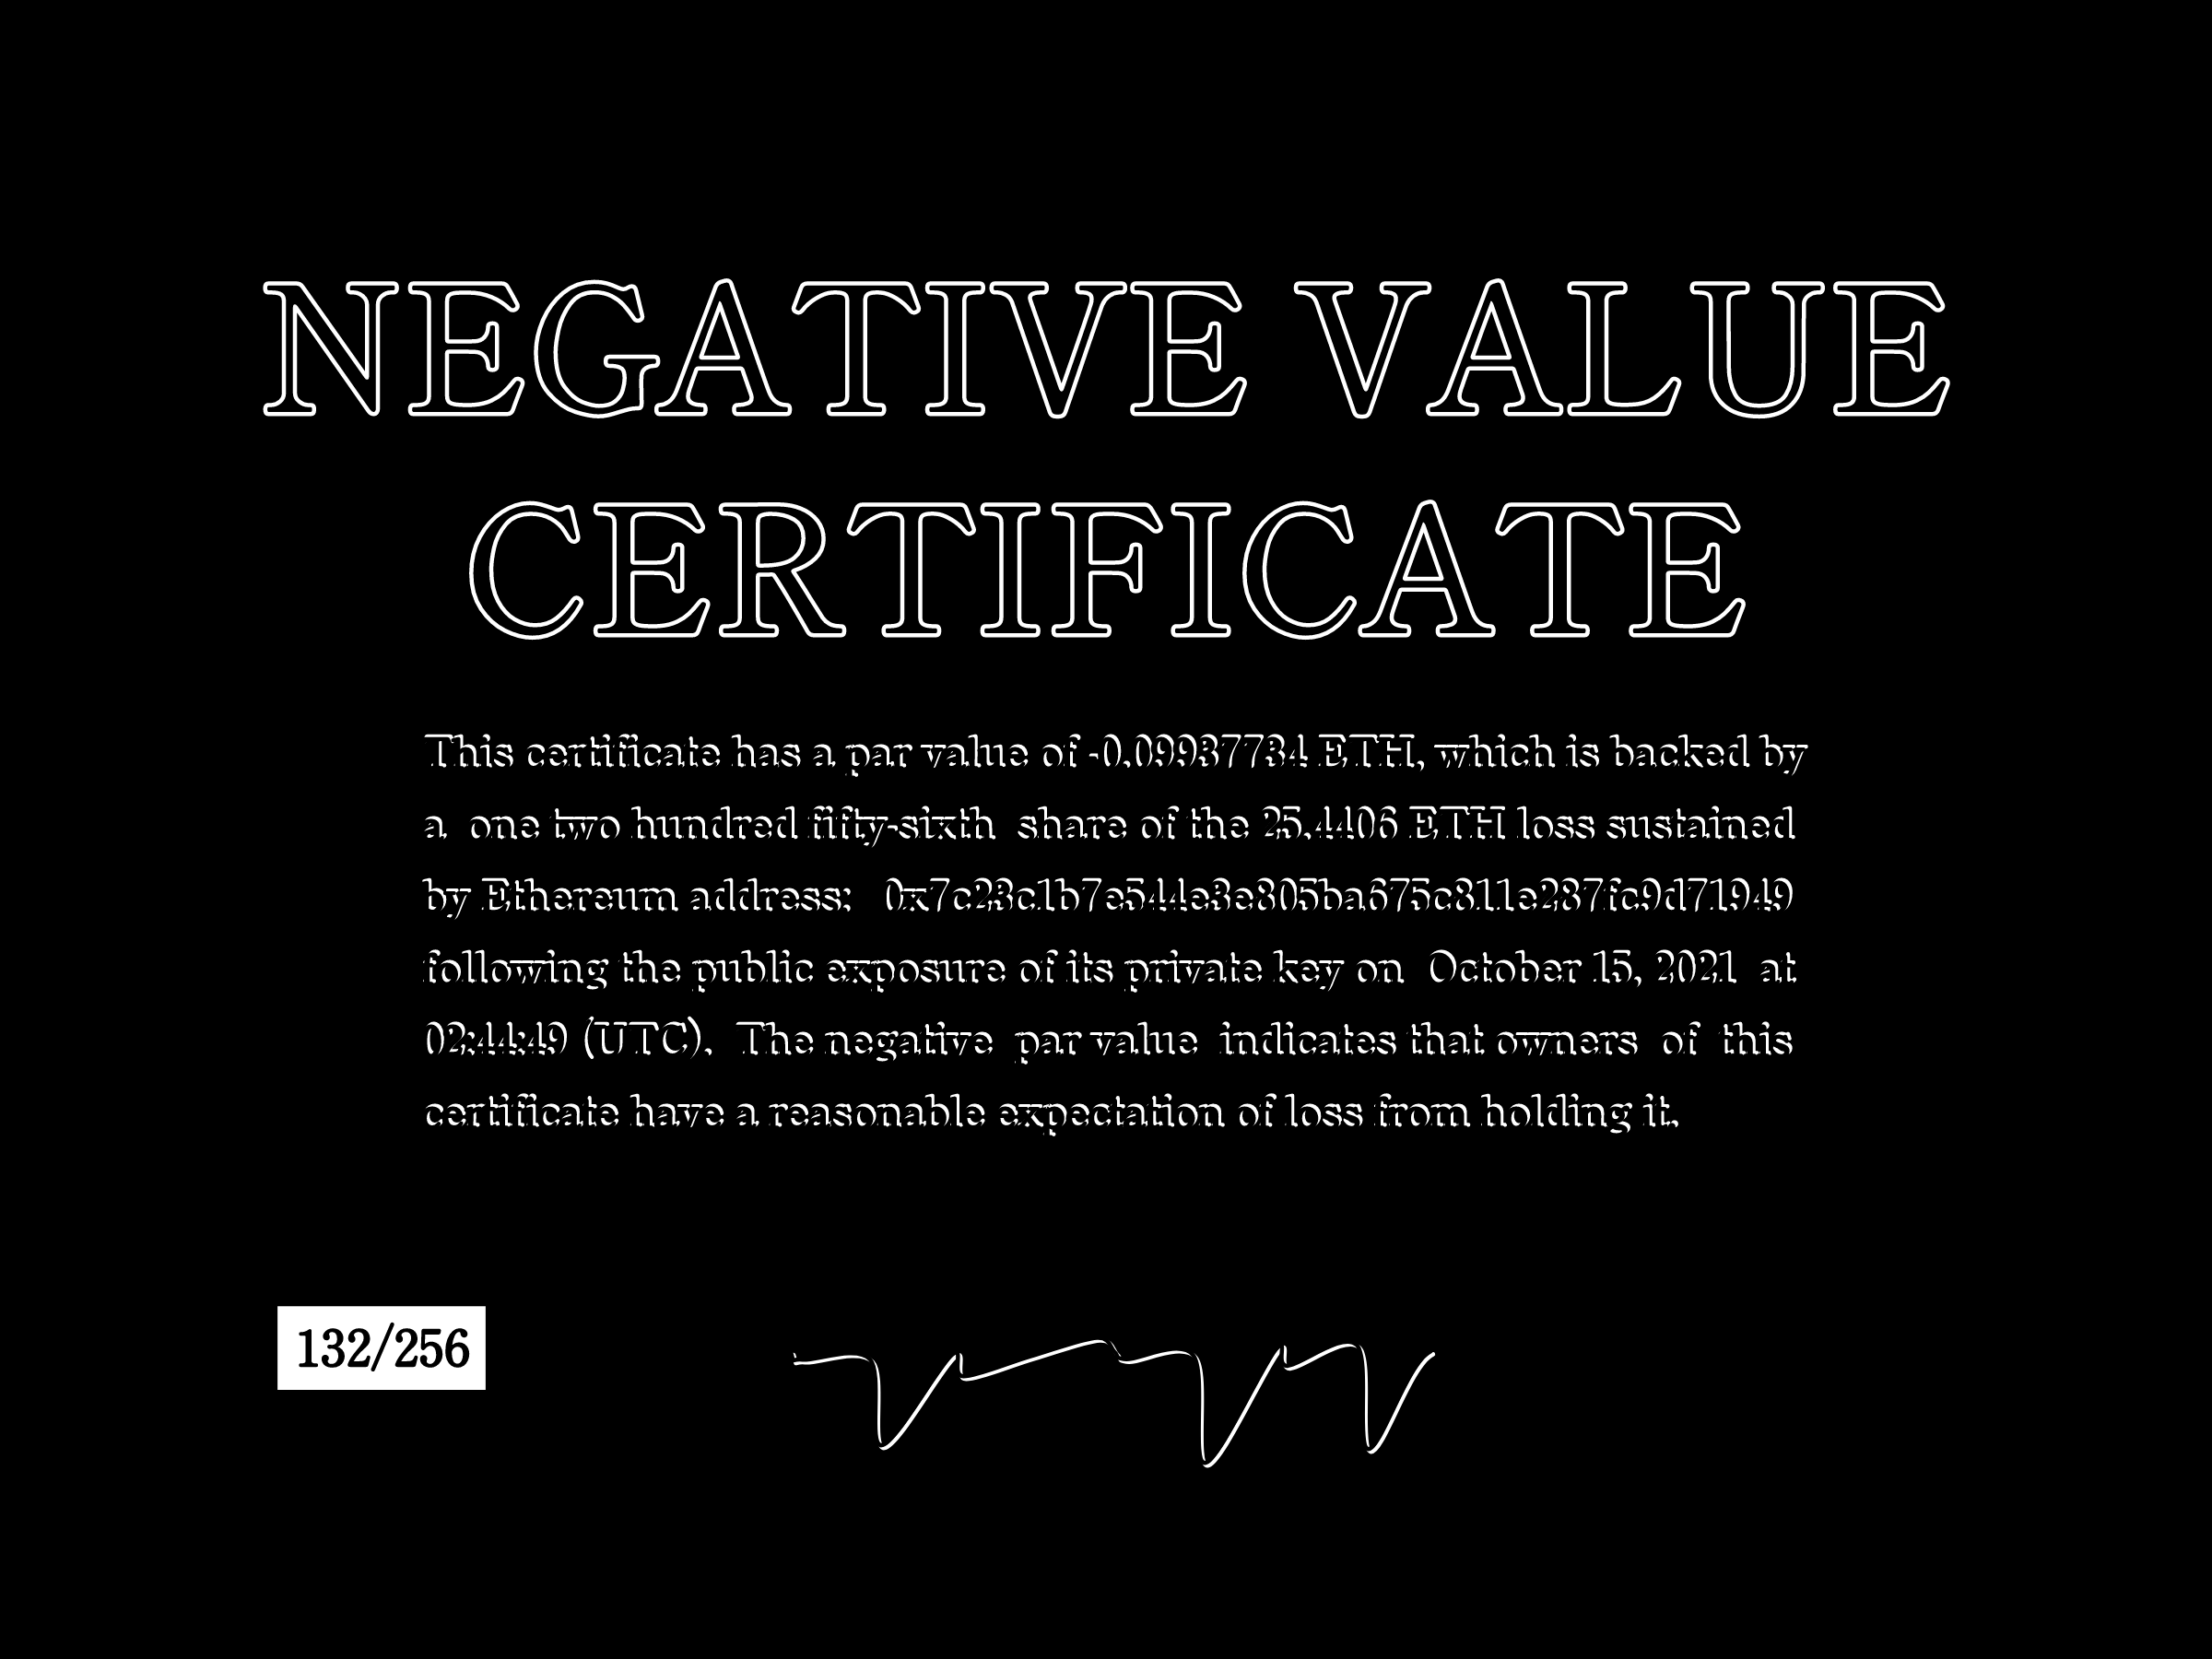 NEGATIVE VALUE
CERTIFICATE
This certificate has a par value of -0.09937734 ETH, which is backed by
a one two hundred fifty-sixth share of the 25.4406 ETH loss sustained
by Ethereum address: 0x7c23c1b7e544e3e805ba675c811e287fc9d71949
following the public exposure of its private key on October 15, 2021 at
02:44:49 (UTC). The negative par value indicates that owners of this
certificate have a reasonable expectation of loss from holding it.
132/256